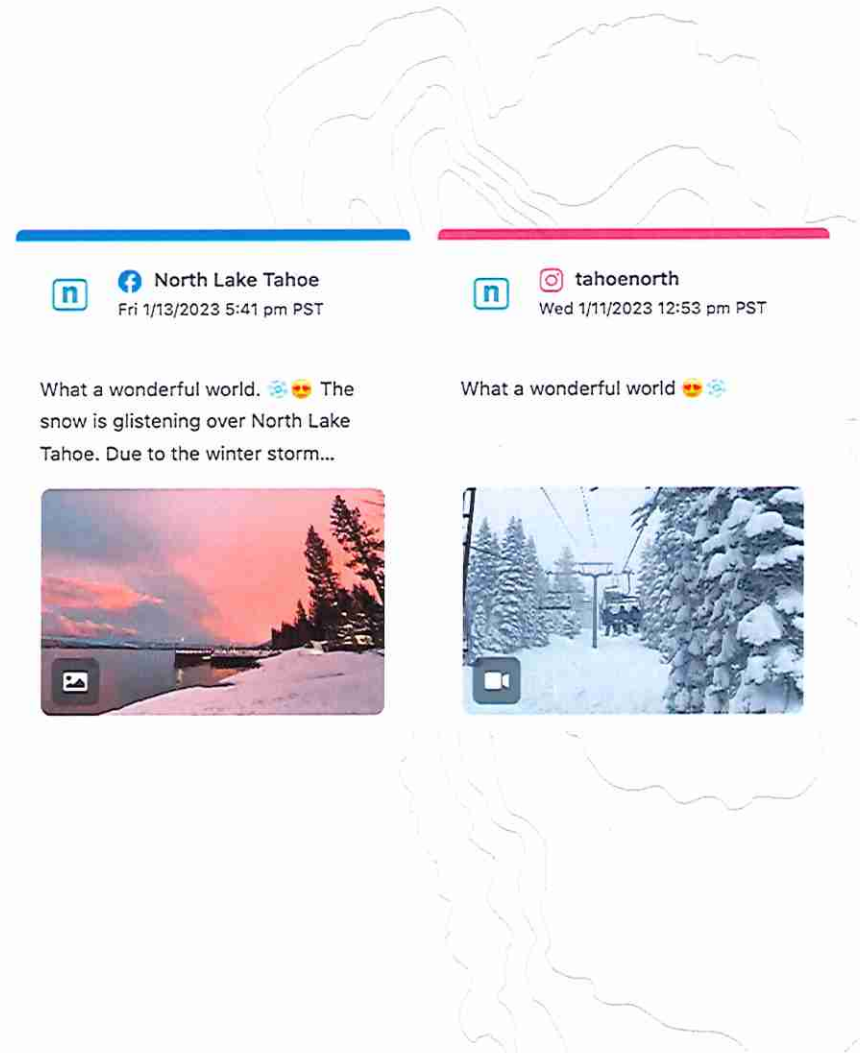 n
North Lake Tahoe
Fri 1/13/2023 5:41 pm PST
What a wonderful world. ❄️😍 The
snow is glistening over North Lake
Tahoe. Due to the winter storm...
n
tahoenorth
Wed 1/11/2023 12:53 pm PST
What a wonderful world 😍❄️